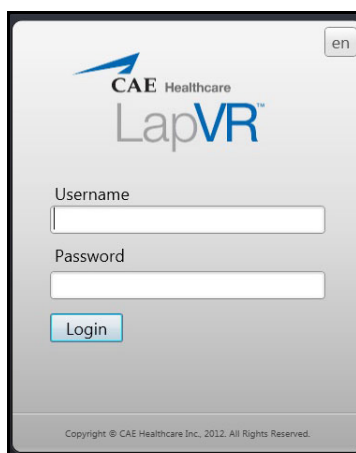 en
CAE Healthcare
LapVR™
Username
Password
Login
Copyright © CAE Healthcare Inc., 2012. All Rights Reserved.